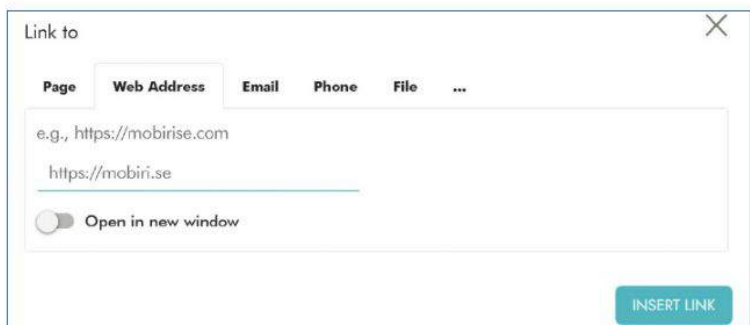 Link to
Page Web Address Email Phone File ...
e.g., https://mobirise.com
https://mobiri.se
Open in new window
INSERT LINK